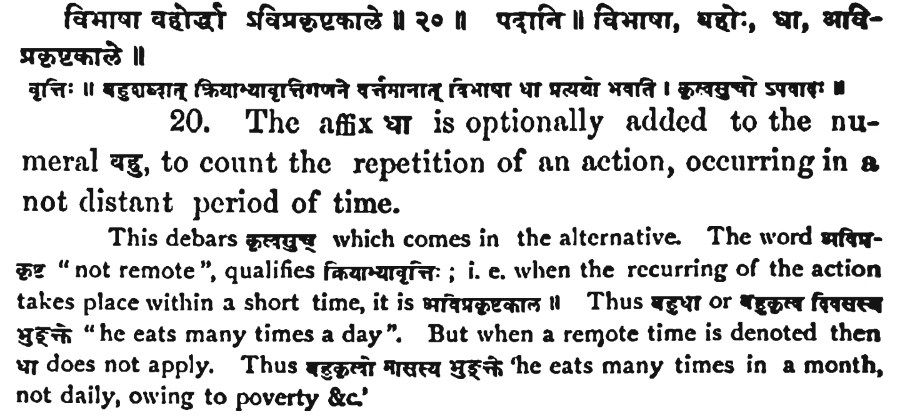 विभाषा वहोर्द्धा ऽविप्रकृष्टकाले ॥ २० ॥ पदानि ॥ विभाषा, वहोः, धा, अवि-
प्रकृष्टकाले ॥
वृत्तिः ॥ बहुशब्दात् क्रियाभ्यावृत्तिगणने वर्त्तमानात् विभाषा धा प्रत्ययो भवति । कृत्वसुचो ऽपवादः ॥
20. The affix धा is optionally added to the nu-
meral वहु, to count the repetition of an action, occurring in a
not distant period of time.
This debars कृत्वसुच् which comes in the alternative. The word अविप्र-
कृष्ट “not remote”, qualifies क्रियाभ्यावृत्तिः ; i. e. when the recurring of the action
takes place within a short time, it is अविप्रकृष्टकाल ॥ Thus बहुधा or बहुकृत्व दिवसस्य
भुङ्क्ते “he eats many times a day”. But when a remote time is denoted then
धा does not apply. Thus बहुकृत्वो मासस्य भुङ्क्ते ‘he eats many times in a month,
not daily, owing to poverty &c.’